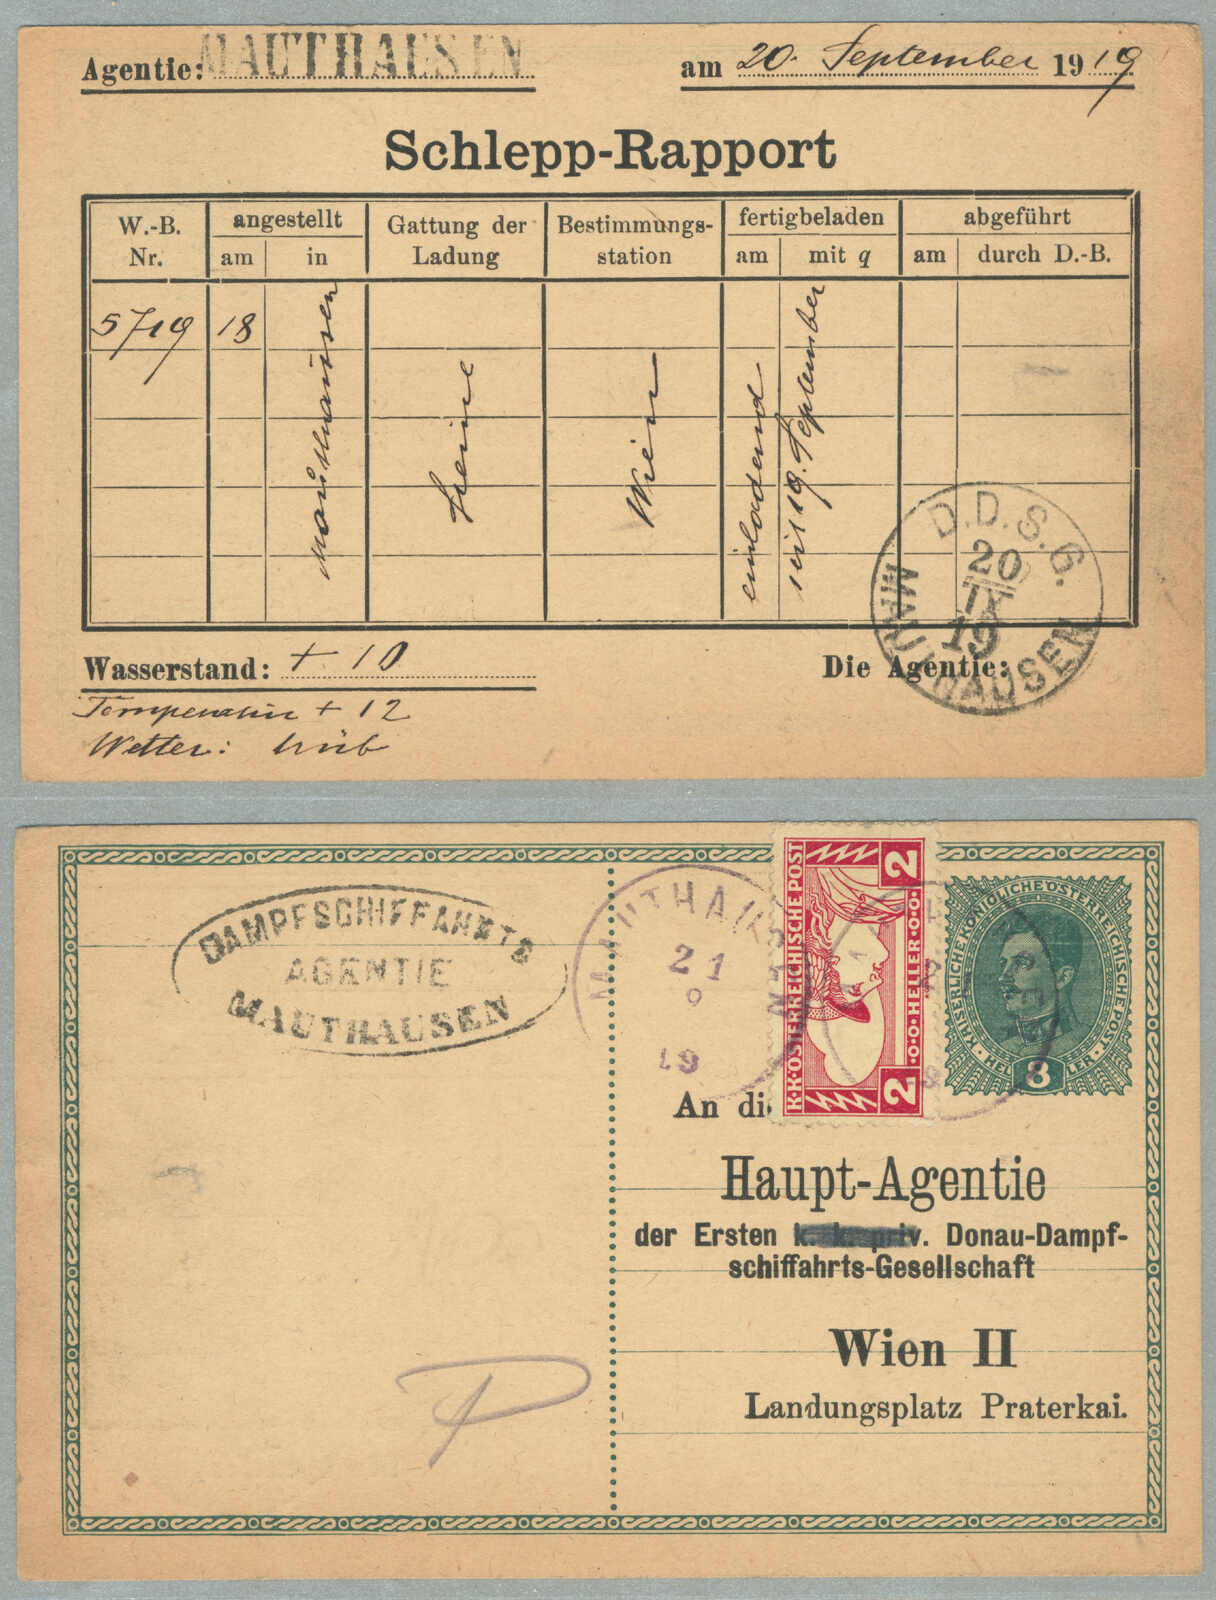 Agentie: MAUTHAUSEN am 20. September 1919
Schlepp-Rapport
W.-B. Nr. angestellt am in Gattung der Ladung Bestimmungs-station fertigbeladen am mit q abgeführt am durch D.-B.
5719 18 Mauthausen Steine Wien einladend seit 19. September
D.D.S.G.
20
IX
19
MAUTHAUSEN
Wasserstand: + 10 Die Agentie:
Temperatur + 12
Wetter: trüb
DAMPFSCHIFFAHRTS
AGENTIE
MAUTHAUSEN
MAUTHAUSEN
21
9
19
K.K. ÖSTERREICHISCHE POST
2 HELLER 2
KAISERLICHE KÖNIGLICHE ÖSTERREICHISCHE POST
HELLER
8
An di
Haupt-Agentie
der Ersten k. k. priv. Donau-Dampf-
schiffahrts-Gesellschaft
Wien II
Landungsplatz Praterkai.